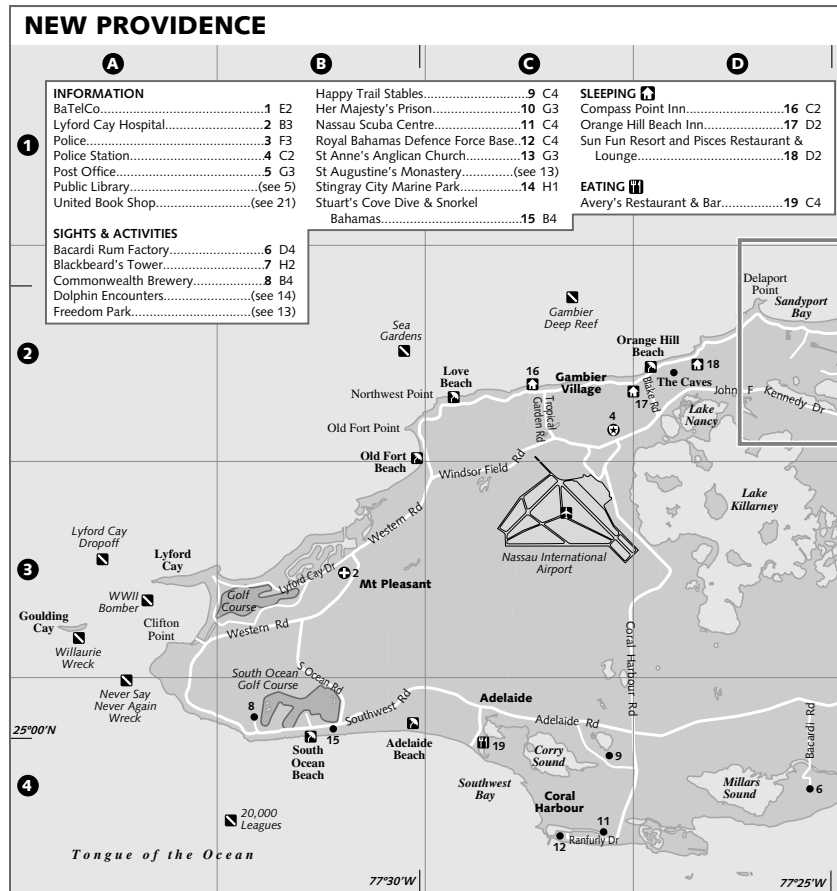 NEW PROVIDENCE
A
B
C
D
1
2
3
4
INFORMATION
BaTelCo.......................................1 E2
Lyford Cay Hospital.......................2 B3
Police...........................................3 F3
Police Station................................4 C2
Post Office....................................5 G3
Public Library..........................(see 5)
United Book Shop..................(see 21)
SIGHTS & ACTIVITIES
Bacardi Rum Factory.....................6 D4
Blackbeard's Tower.......................7 H2
Commonwealth Brewery...............8 B4
Dolphin Encounters................(see 14)
Freedom Park.........................(see 13)
Happy Trail Stables........................9 C4
Her Majesty's Prison....................10 G3
Nassau Scuba Centre...................11 C4
Royal Bahamas Defence Force Base..12 C4
St Anne's Anglican Church...........13 G3
St Augustine's Monastery........(see 13)
Stingray City Marine Park............14 H1
Stuart's Cove Dive & Snorkel
Bahamas.................................15 B4
SLEEPING
Compass Point Inn.......................16 C2
Orange Hill Beach Inn..................17 D2
Sun Fun Resort and Pisces Restaurant &
Lounge...................................18 D2
EATING
Avery's Restaurant & Bar.............19 C4
Delaport
Point
Sandyport
Bay
Gambier
Deep Reef
Sea
Gardens
Orange Hill
Beach
18
The Caves
Love
Beach
16
Gambier
Village
17
Blake Rd
John F Kennedy Dr
Northwest Point
Tropical
Garden Rd
4
Lake
Nancy
Old Fort Point
Old Fort
Beach
Windsor Field Rd
Lake
Killarney
Western Rd
Nassau International
Airport
Lyford Cay
Dropoff
Lyford
Cay
Lyford Cay Dr
2
Mt Pleasant
Golf
Course
WWII
Bomber
Goulding
Cay
Clifton
Point
Western Rd
Willaurie
Wreck
Coral Harbour Rd
South Ocean
Golf Course
S Ocean Rd
Never Say
Never Again
Wreck
Southwest Rd
Adelaide
Adelaide Rd
Bacardi Rd
25°00'N
8
15
South
Ocean
Beach
Adelaide
Beach
19
Corry
Sound
9
Southwest
Bay
Millars
Sound
6
Coral
Harbour
11
12
Ranfurly Dr
20,000
Leagues
Tongue of the Ocean
77°30'W
77°25'W